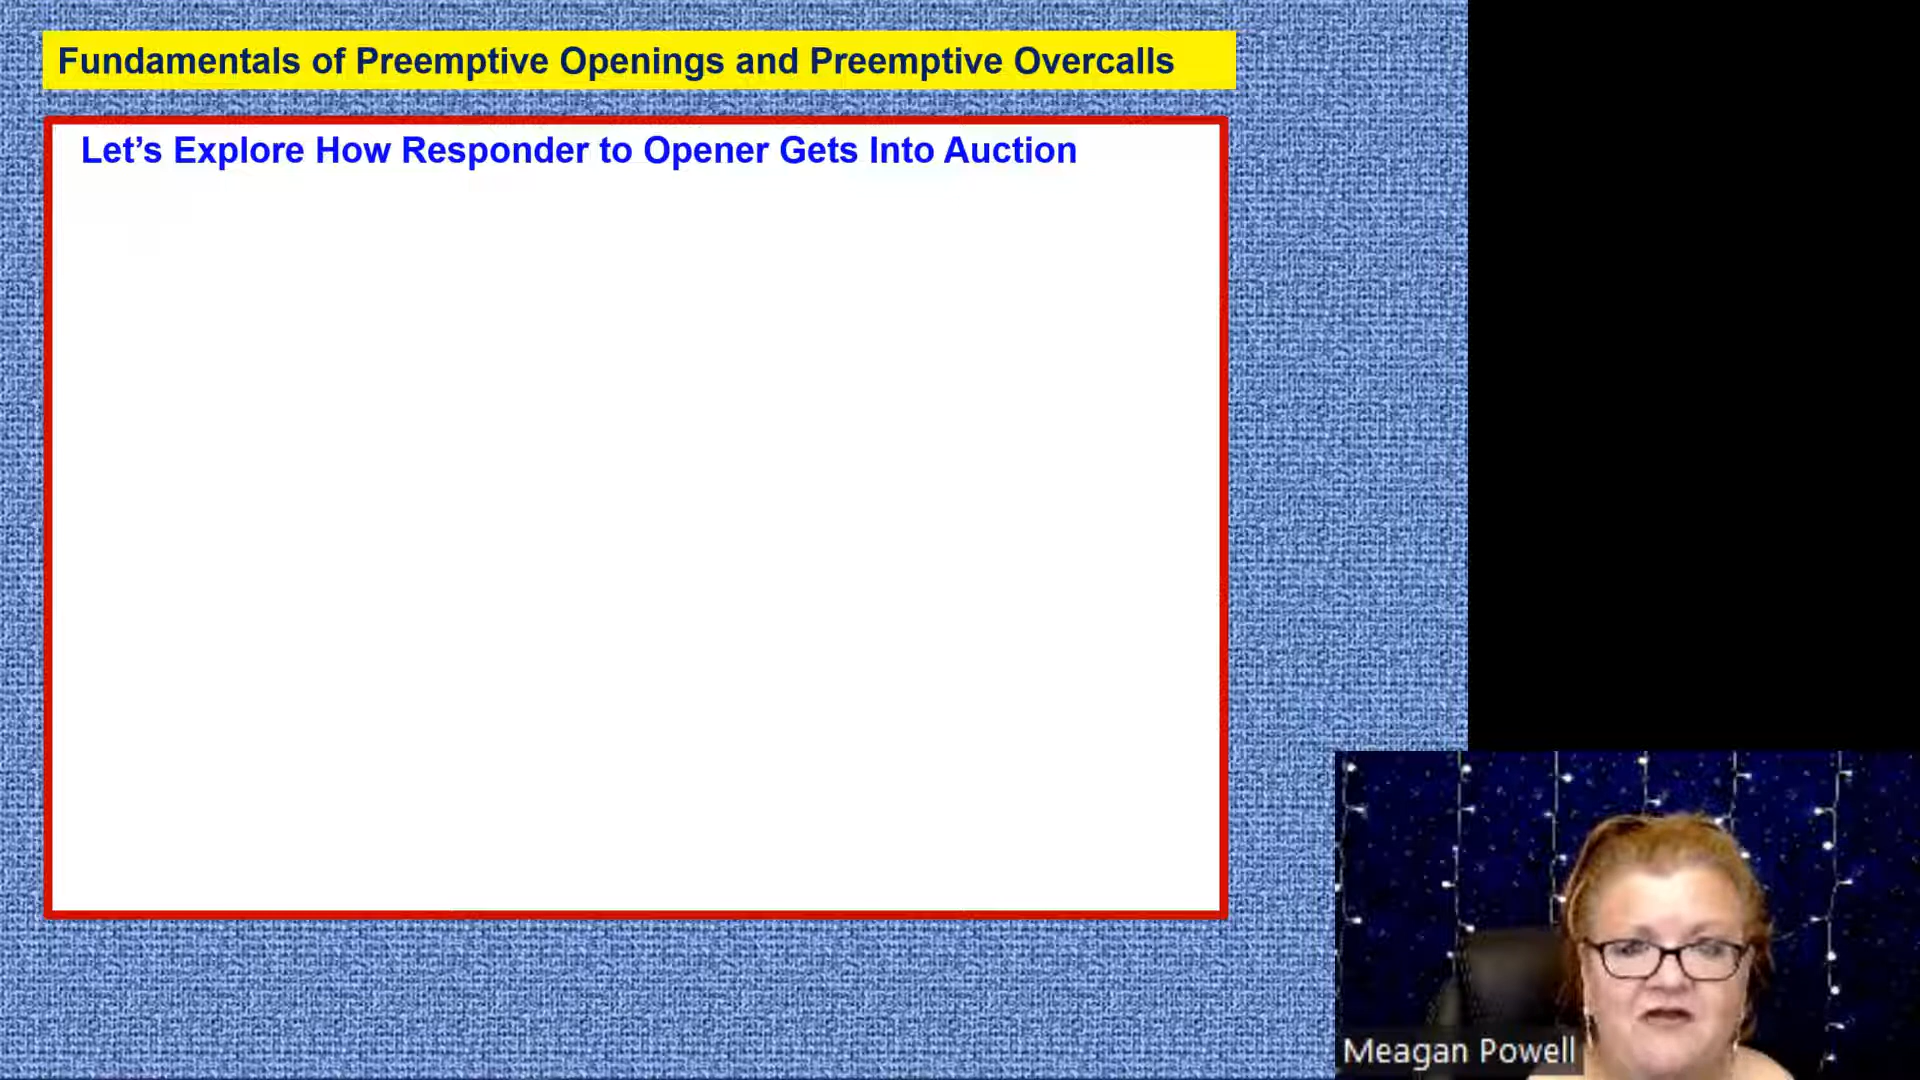 Fundamentals of Preemptive Openings and Preemptive Overcalls
Let’s Explore How Responder to Opener Gets Into Auction
Meagan Powell